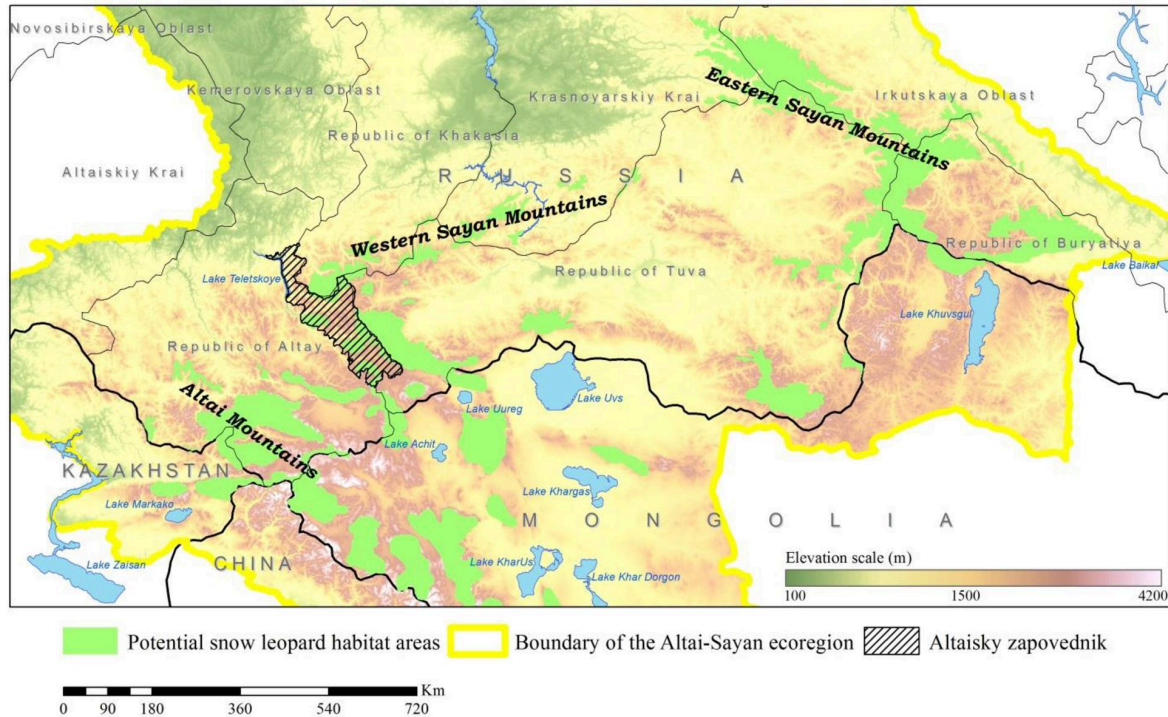 Novosibirskaya Oblast
Kemerovskaya Oblast
Krasnoyarskiy Krai
Irkutskaya Oblast
Eastern Sayan Mountains
Republic of Khakasia
Altaiskiy Krai
RUSSIA
Western Sayan Mountains
Republic of Buryatiya
Lake Baikal
Lake Teletskoye
Republic of Tuva
Lake Khuvsgul
Republic of Altay
Altai Mountains
Lake Uureg
Lake Uvs
Lake Achit
KAZAKHSTAN
Lake Khargas
Lake Markako
MONGOLIA
Lake Zaisan
CHINA
Lake KharUs
Lake Khar Dorgon
Elevation scale (m)
100 1500 4200
Potential snow leopard habitat areas
Boundary of the Altai-Sayan ecoregion
Altaisky zapovednik
Km
0 90 180 360 540 720